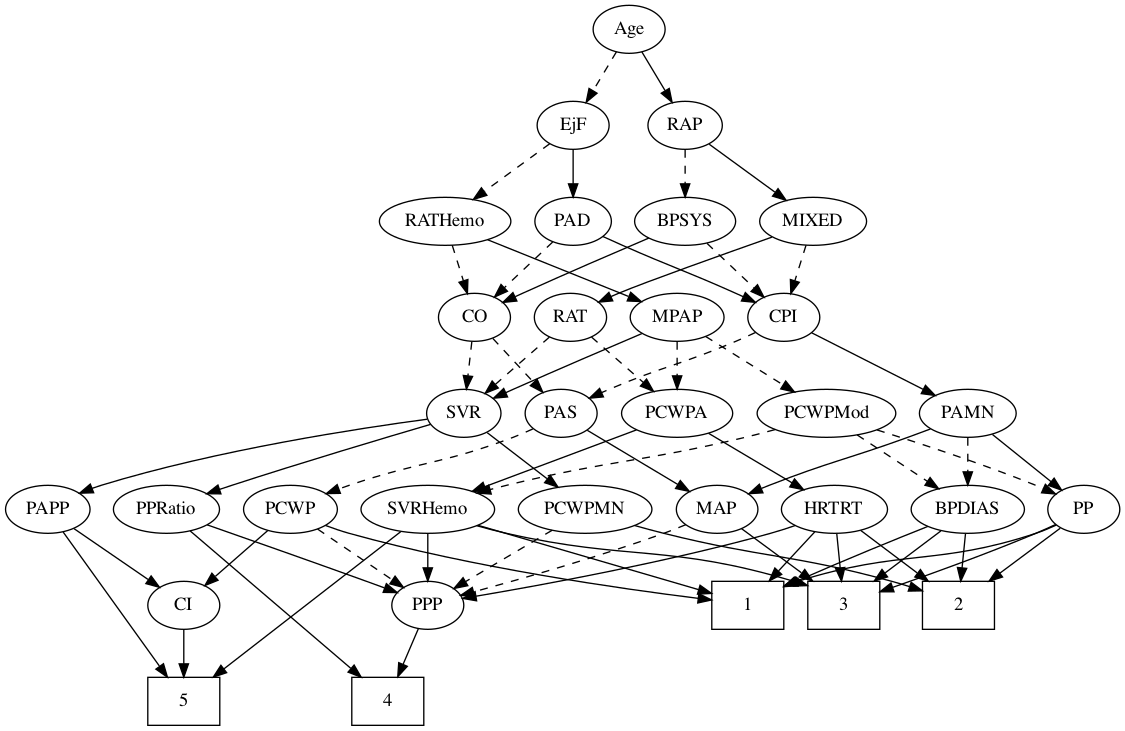 Age
EjF
RAP
RATHemo
PAD
BPSYS
MIXED
CO
RAT
MPAP
CPI
SVR
PAS
PCWPA
PCWPMod
PAMN
PAPP
PPRatio
PCWP
SVRHemo
PCWPMN
MAP
HRTRT
BPDIAS
PP
CI
PPP
1
3
2
5
4